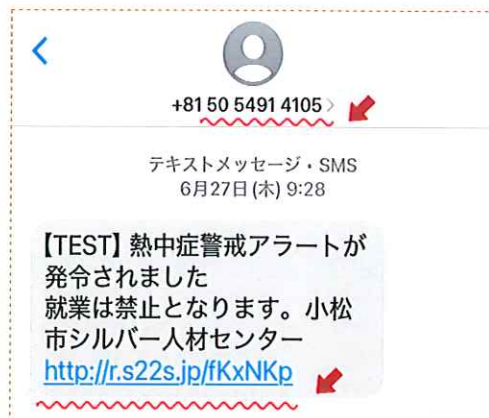 +81 50 5491 4105
テキストメッセージ・SMS
6月27日(木) 9:28
【TEST】熱中症警戒アラートが
発令されました
就業は禁止となります。小松
市シルバー人材センター
http://r.s22s.jp/fKxNKp